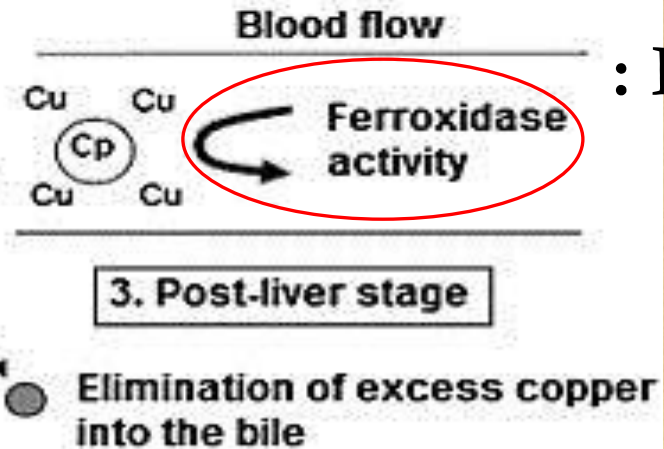 Blood flow
Cu Cu
Cp
Cu Cu
Ferroxidase
activity
:
3. Post-liver stage
Elimination of excess copper
into the bile